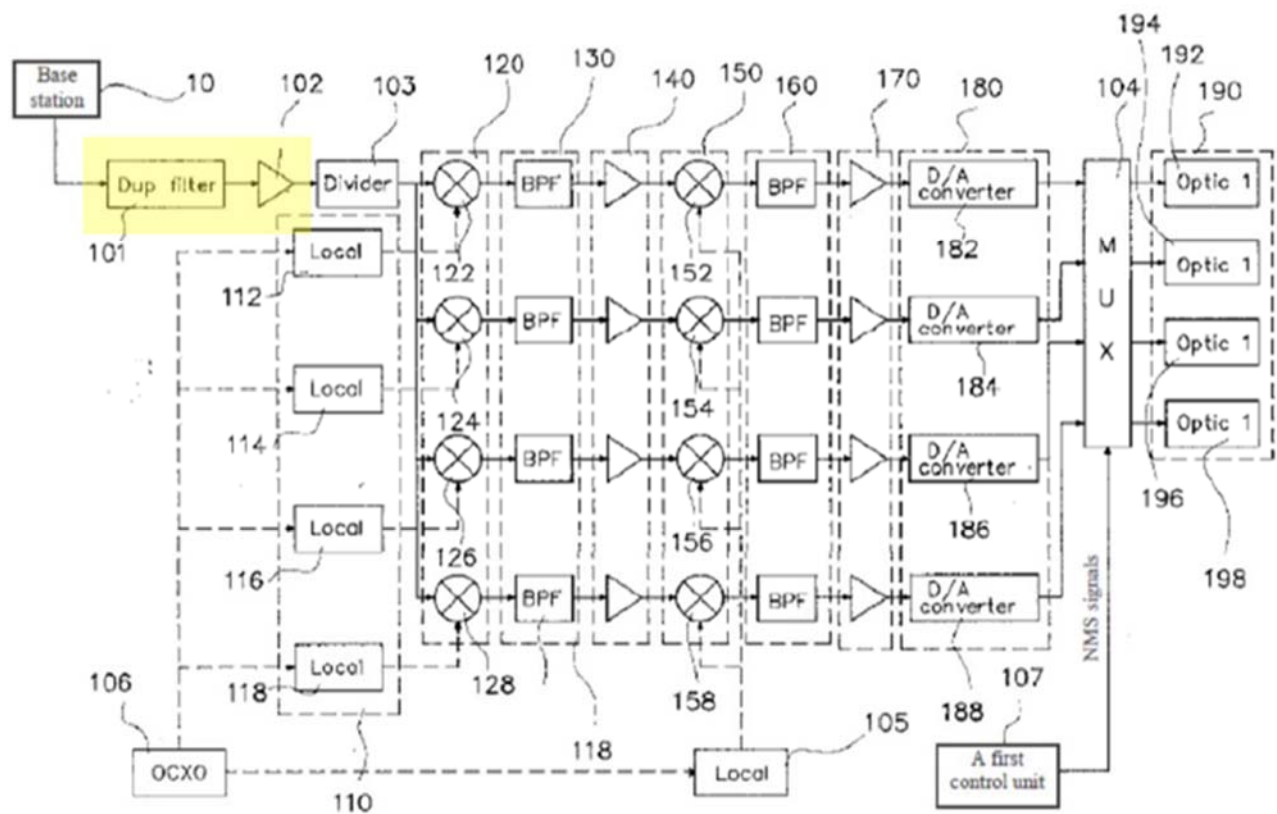 194
120
130
150
192
Base
station
10
102
103
140
160
170
180
104
190
Dup filter
Divider
BPF
BPF
D/A
converter
Optic 1
101
Local
122
152
182
M
112
Optic 1
BPF
BPF
D/A
converter
U
Optic 1
X
Local
184
114
124
154
Optic 1
BPF
BPF
D/A
converter
196
Local
126
156
186
116
198
BPF
BPF
D/A
converter
NMS signals
Local
118
128
158
188
107
106
118
105
OCXO
Local
A first
control unit
110